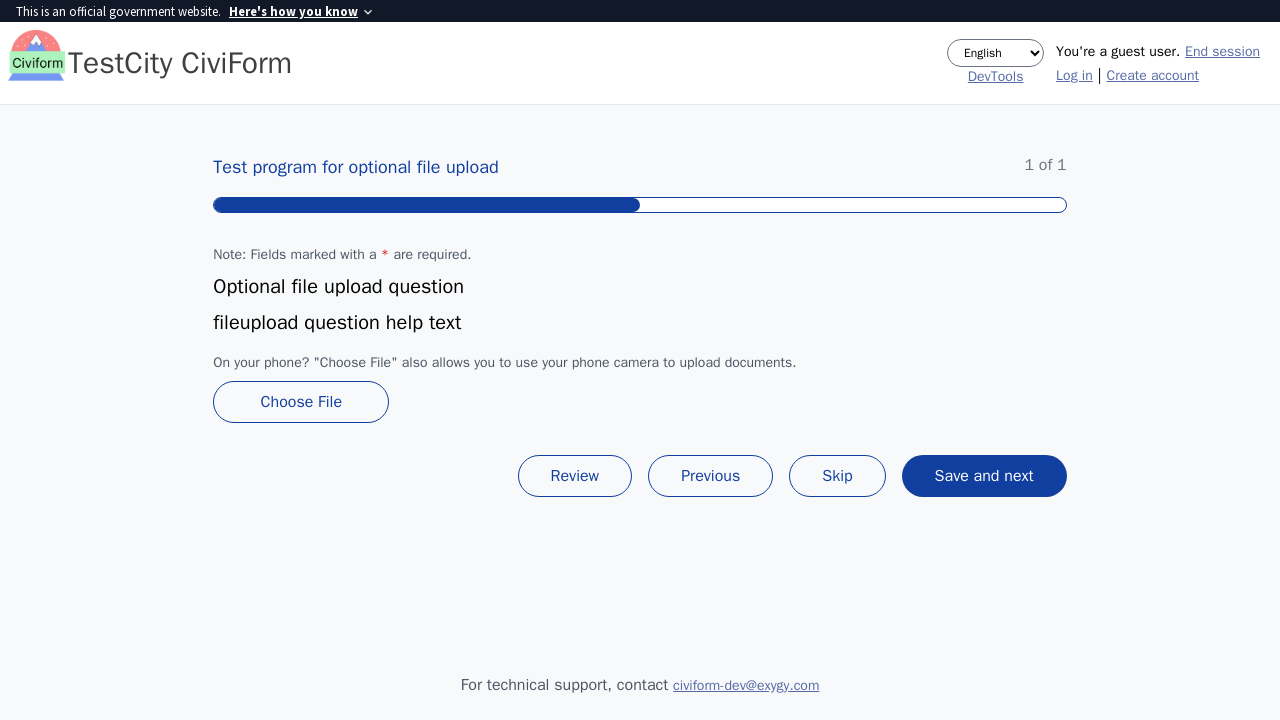 This is an official government website. Here's how you know
Civiform
TestCity CiviForm
English
DevTools
You're a guest user. End session
Log in | Create account
Test program for optional file upload
1 of 1
Note: Fields marked with a * are required.
Optional file upload question
fileupload question help text
On your phone? "Choose File" also allows you to use your phone camera to upload documents.
Choose File
Review
Previous
Skip
Save and next
For technical support, contact civiform-dev@exygy.com